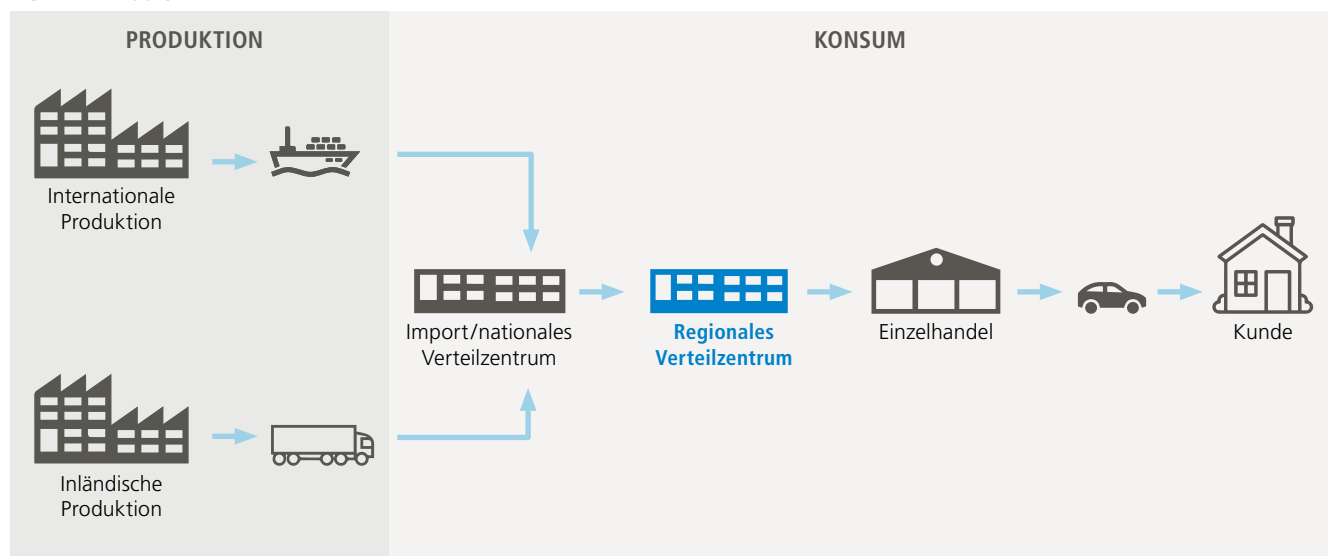 PRODUKTION
KONSUM
Internationale
Produktion
Import/nationales
Verteilzentrum
Regionales
Verteilzentrum
Einzelhandel
Kunde
Inländische
Produktion